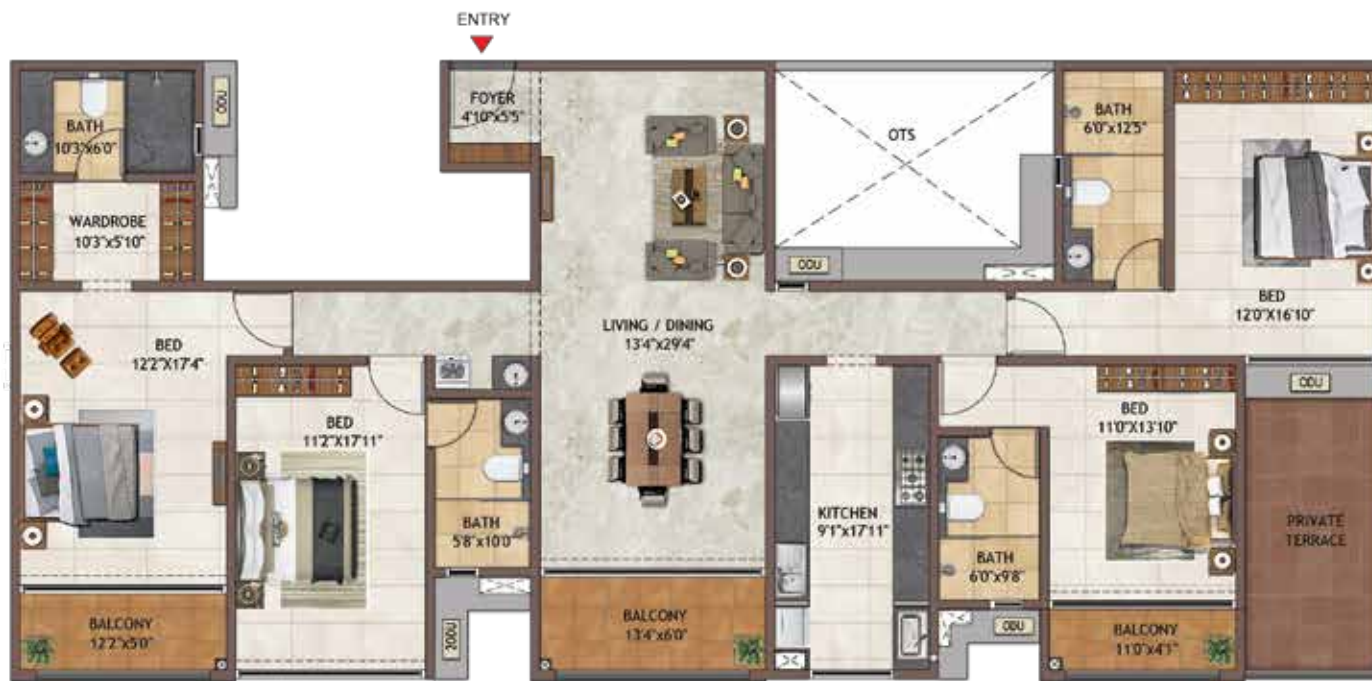 ENTRY
FOYER
4'10"x5'5"
BATH
10'3"x6'0"
ODU
OTS
BATH
6'0"x12'5"
WARDROBE
10'3"x5'10"
ODU
BED
12'0"X16'10"
BED
12'2"X17'4"
LIVING / DINING
13'4"x29'4"
ODU
BED
11'2"X17'11"
BED
11'0"X13'10"
KITCHEN
9'1"x17'11"
PRIVATE
TERRACE
BATH
5'8"x10'0"
BATH
6'0"x9'8"
BALCONY
12'2"x5'0"
2ODU
BALCONY
13'4"x6'0"
ODU
BALCONY
11'0"x4'1"